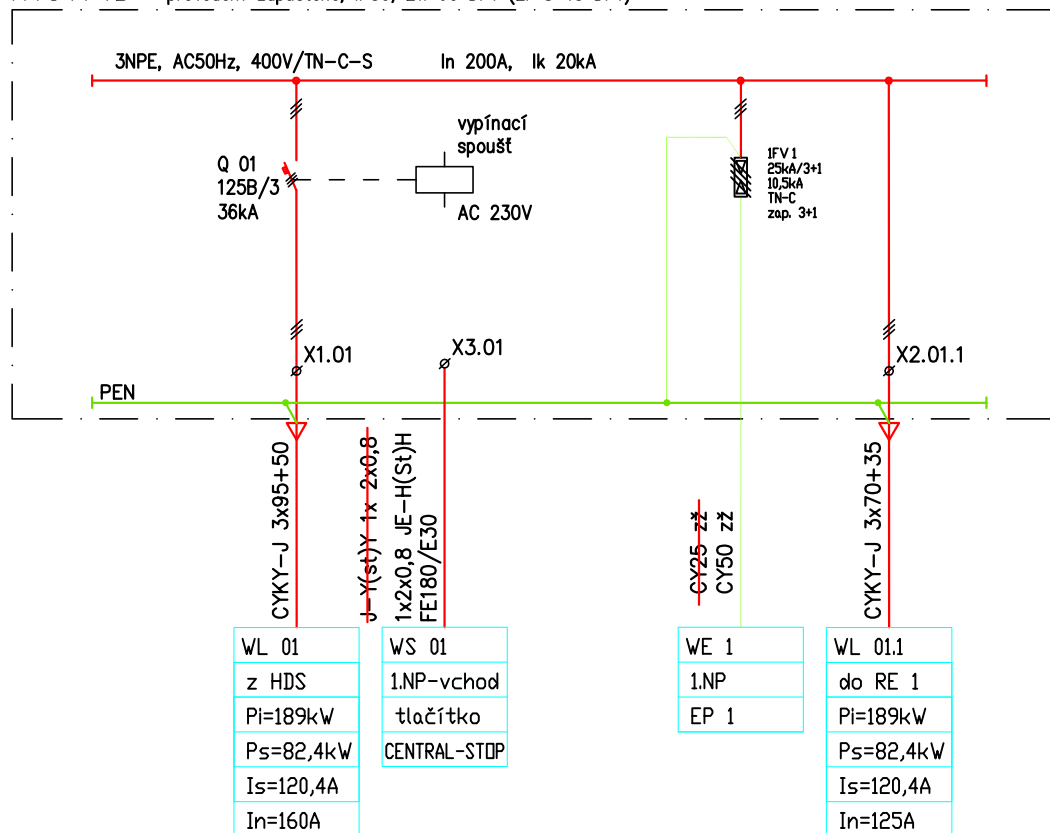 3NPE, AC50Hz, 400V/TN-C-S
In 200A, Ik 20kA
vypínací
spoušť
AC 230V
Q 01
125B/3
36kA
1FV1
25kA/3+1
10,5kA
TN-C
zap. 3+1
X1.01
X3.01
X2.01.1
PEN
CYKY-J 3x95+50
J-Y(st)Y 1x 2x0,8
1x2x0,8 JE-H(St)H
FE180/E30
CY25 zž
CY50 zž
CYKY-J 3x70+35
WL 01
z HDS
Pi=189kW
Ps=82,4kW
Is=120,4A
In=160A
WS 01
1.NP-vchod
tlačítko
CENTRAL-STOP
WE 1
1.NP
EP 1
WL 01.1
do RE 1
Pi=189kW
Ps=82,4kW
Is=120,4A
In=125A